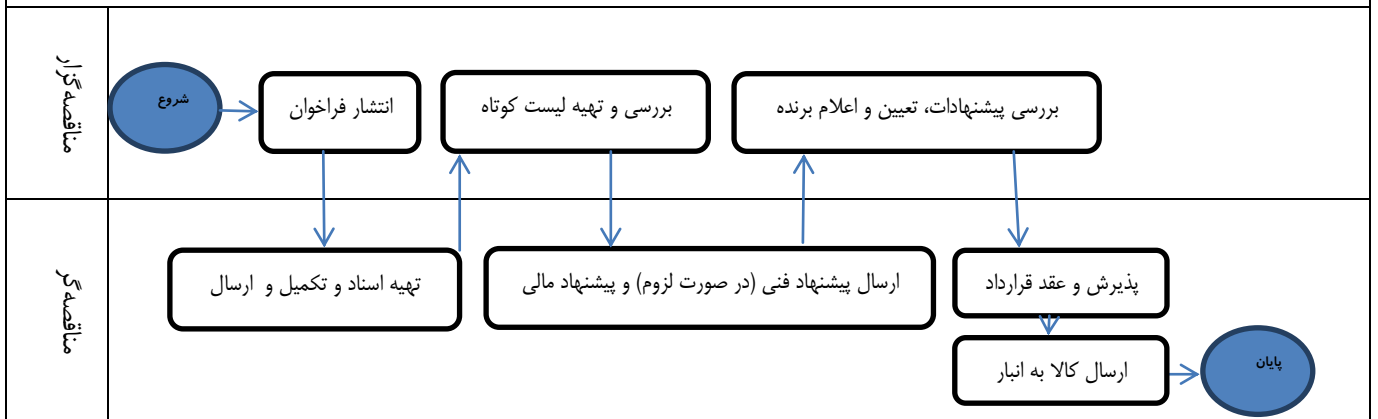 مناقصه‌گزار
شروع
انتشار فراخوان
بررسی و تهیه لیست کوتاه
بررسی پیشنهادات، تعیین و اعلام برنده
مناقصه‌گر
تهیه اسناد و تکمیل و ارسال
ارسال پیشنهاد فنی (در صورت لزوم) و پیشنهاد مالی
پذیرش و عقد قرارداد
ارسال کالا به انبار
پایان